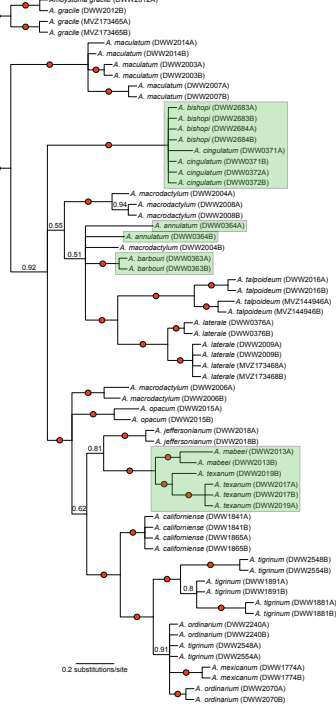 A. gracile (DWW2012B)
A. gracile (MVZ173465A)
A. gracile (MVZ173465B)
A. maculatum (DWW2014A)
A. maculatum (DWW2014B)
A. maculatum (DWW2003A)
A. maculatum (DWW2003B)
A. maculatum (DWW2007A)
A. maculatum (DWW2007B)
A. bishopi (DWW2683A)
A. bishopi (DWW2683B)
A. bishopi (DWW2684A)
A. bishopi (DWW2684B)
A. cingulatum (DWW0371A)
A. cingulatum (DWW0371B)
A. cingulatum (DWW0372A)
A. cingulatum (DWW0372B)
A. macrodactylum (DWW2004A)
0.94
A. macrodactylum (DWW2008A)
A. macrodactylum (DWW2008B)
0.55
A. annulatum (DWW0364A)
A. annulatum (DWW0364B)
A. macrodactylum (DWW2004B)
0.51
A. barbouri (DWW0363A)
A. barbouri (DWW0363B)
0.92
A. talpoideum (DWW2016A)
A. talpoideum (DWW2016B)
A. talpoideum (MVZ144946A)
A. talpoideum (MVZ144946B)
A. laterale (DWW0376A)
A. laterale (DWW0376B)
A. laterale (DWW2009A)
A. laterale (DWW2009B)
A. laterale (MVZ173468A)
A. laterale (MVZ173468B)
A. macrodactylum (DWW2006A)
A. macrodactylum (DWW2006B)
A. opacum (DWW2015A)
A. opacum (DWW2015B)
A. jeffersonianum (DWW2018A)
A. jeffersonianum (DWW2018B)
0.81
A. mabeei (DWW2013A)
A. mabeei (DWW2013B)
A. texanum (DWW2019B)
A. texanum (DWW2017A)
A. texanum (DWW2017B)
A. texanum (DWW2019A)
0.62
A. californiense (DWW1841A)
A. californiense (DWW1841B)
A. californiense (DWW1865A)
A. californiense (DWW1865B)
A. tigrinum (DWW2548B)
A. tigrinum (DWW2554B)
A. tigrinum (DWW1891A)
0.8
A. tigrinum (DWW1891B)
A. tigrinum (DWW1881A)
A. tigrinum (DWW1881B)
A. ordinarium (DWW2240A)
A. ordinarium (DWW2240B)
A. tigrinum (DWW2548A)
0.91
A. tigrinum (DWW2554A)
A. mexicanum (DWW1774A)
A. mexicanum (DWW1774B)
0.2 substitutions/site
A. ordinarium (DWW2070A)
A. ordinarium (DWW2070B)